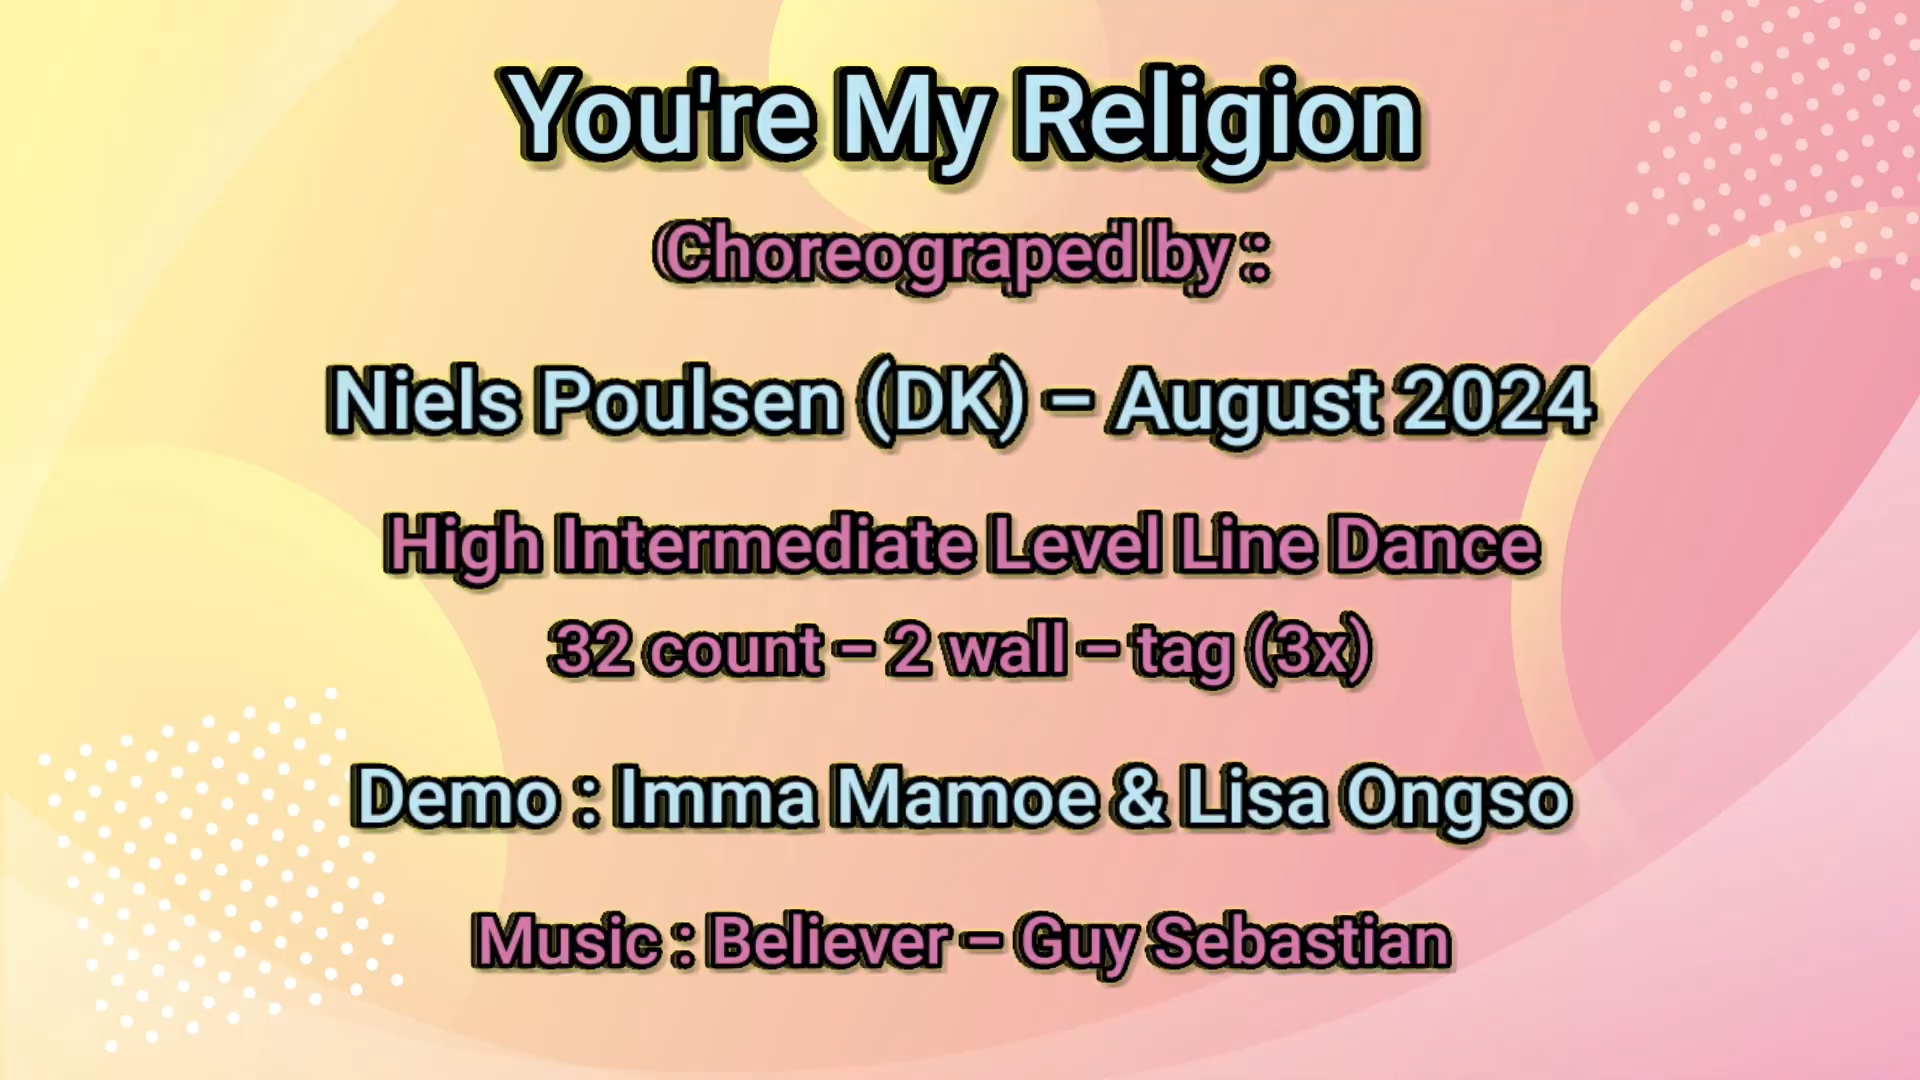 You're My Religion
Choreograped by :
Niels Poulsen (DK) – August 2024
High Intermediate Level Line Dance
32 count – 2 wall – tag (3x)
Demo : Imma Mamoe & Lisa Ongso
Music : Believer – Guy Sebastian